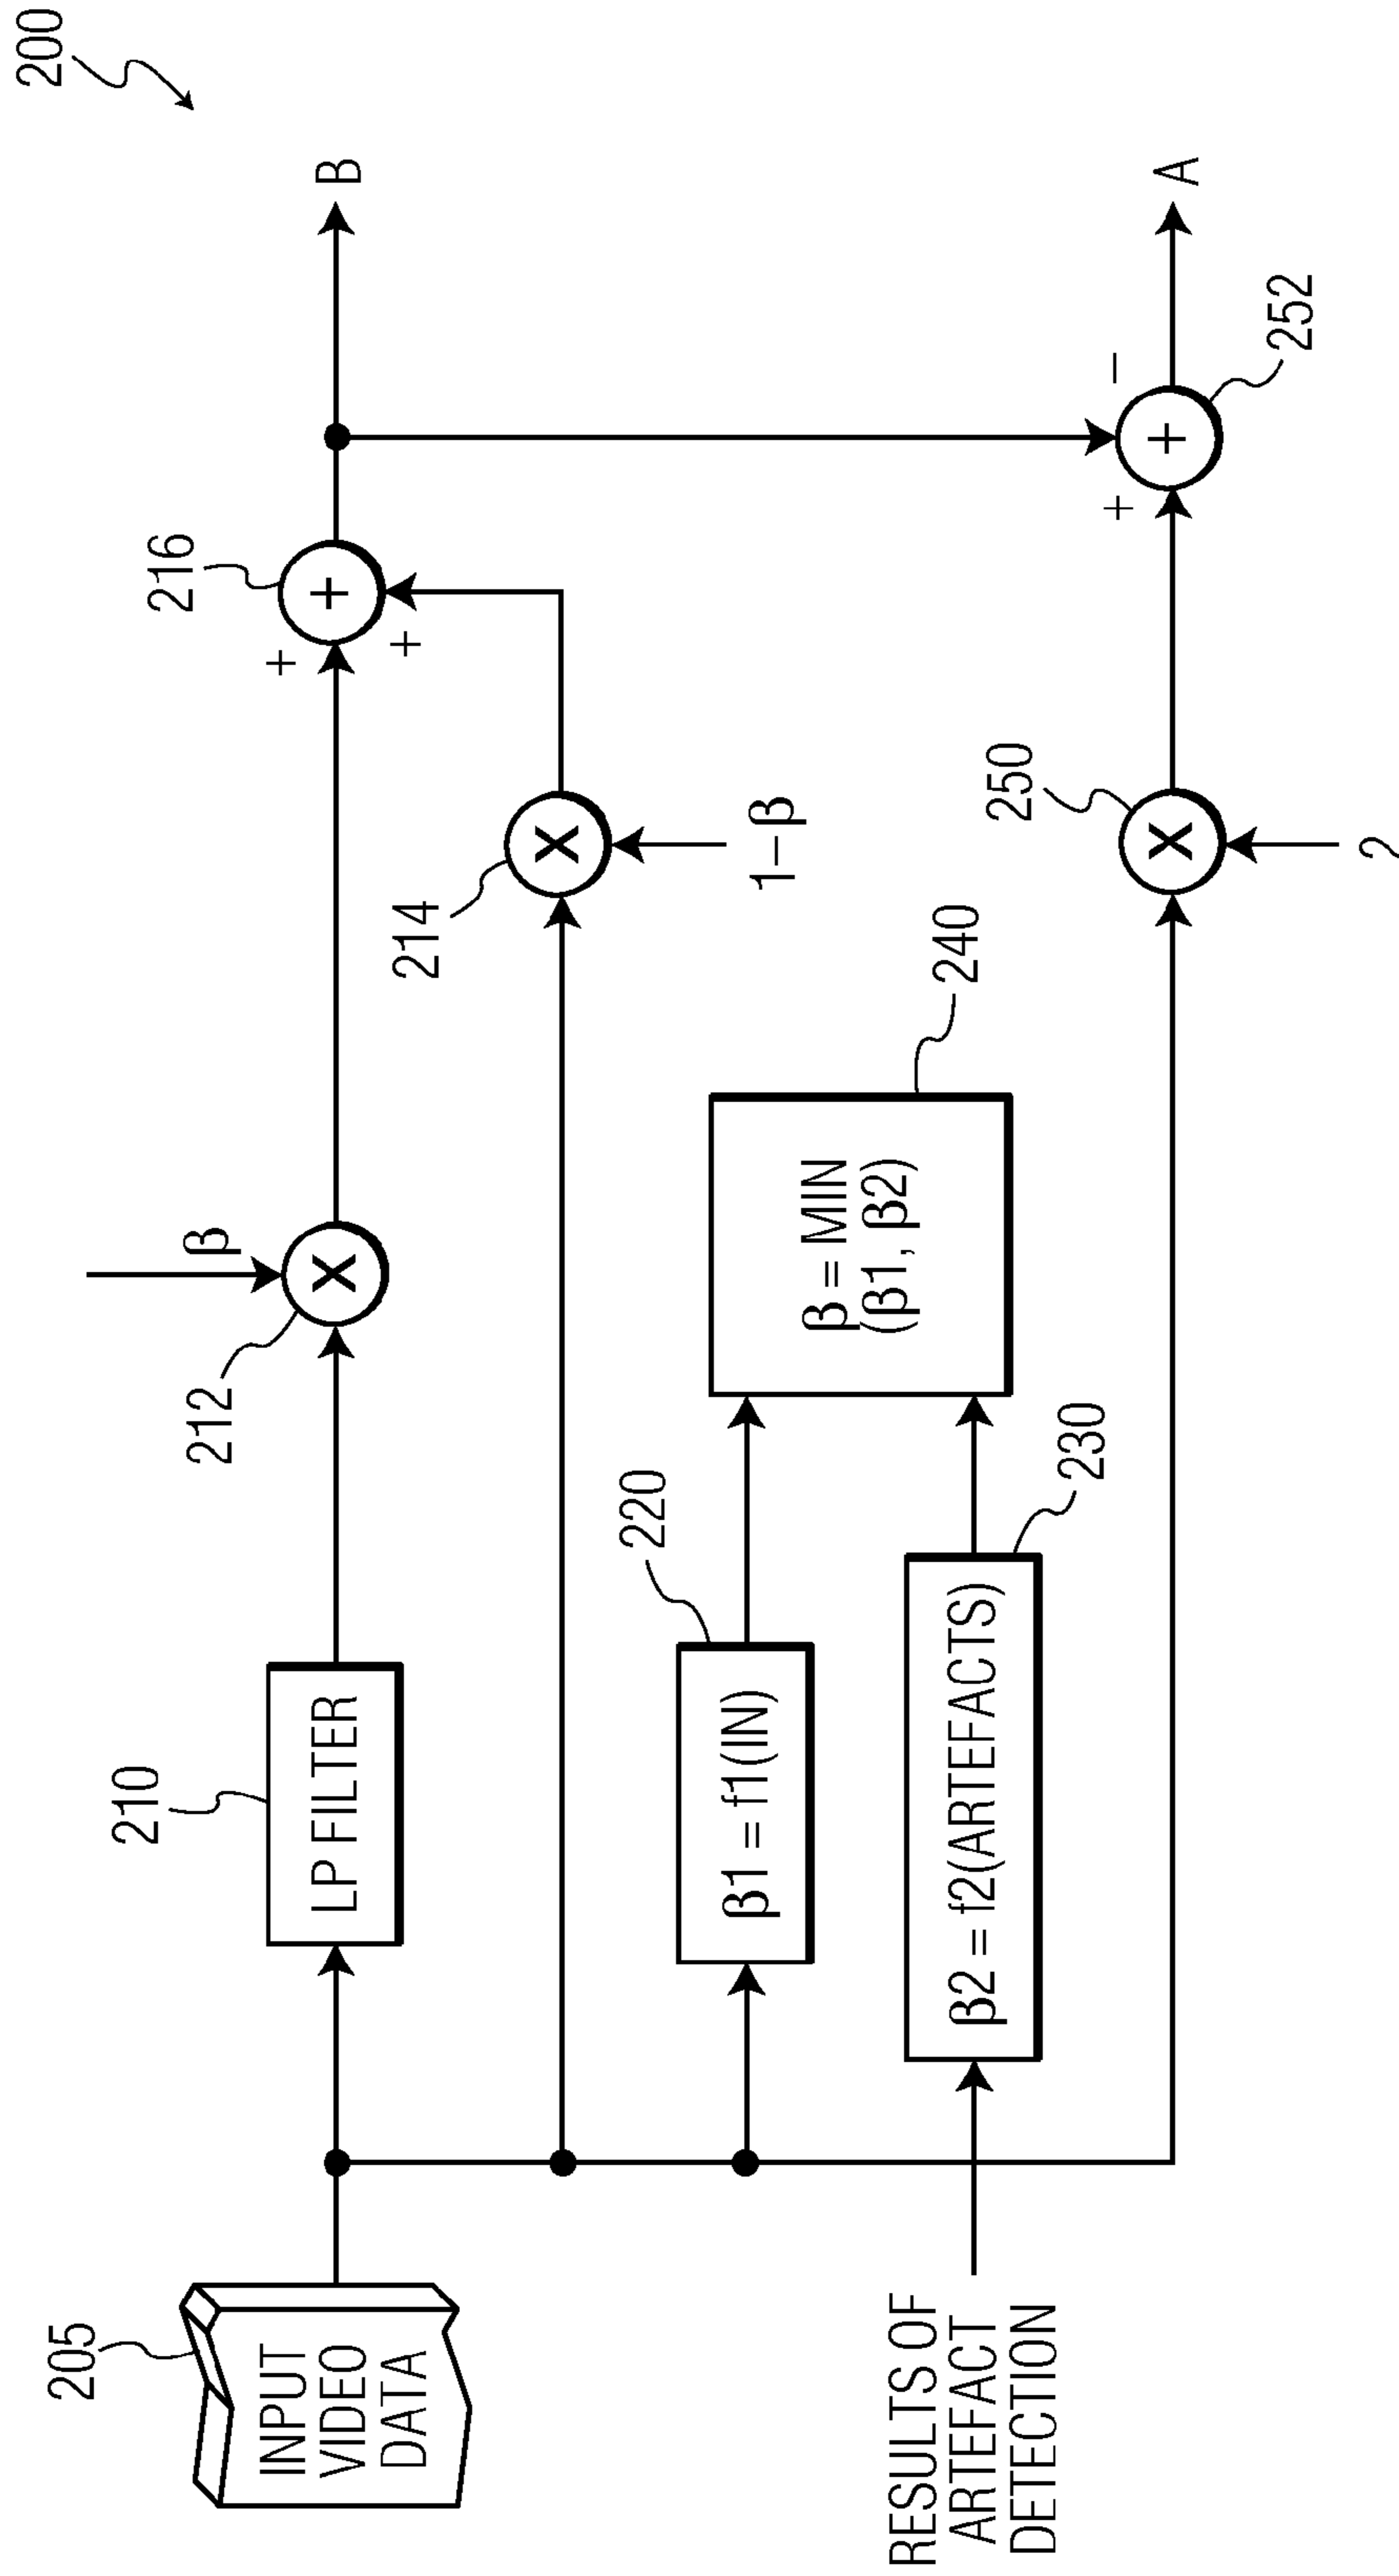 200
205
INPUT
VIDEO
DATA
210
LP FILTER
212
X
β
216
+
+
+
B
214
X
1−β
220
β1 = f1(IN)
240
β = MIN
(β1, β2)
RESULTS OF
ARTEFACT
DETECTION
230
β2 = f2(ARTEFACTS)
250
X
2
+
−
+
252
A